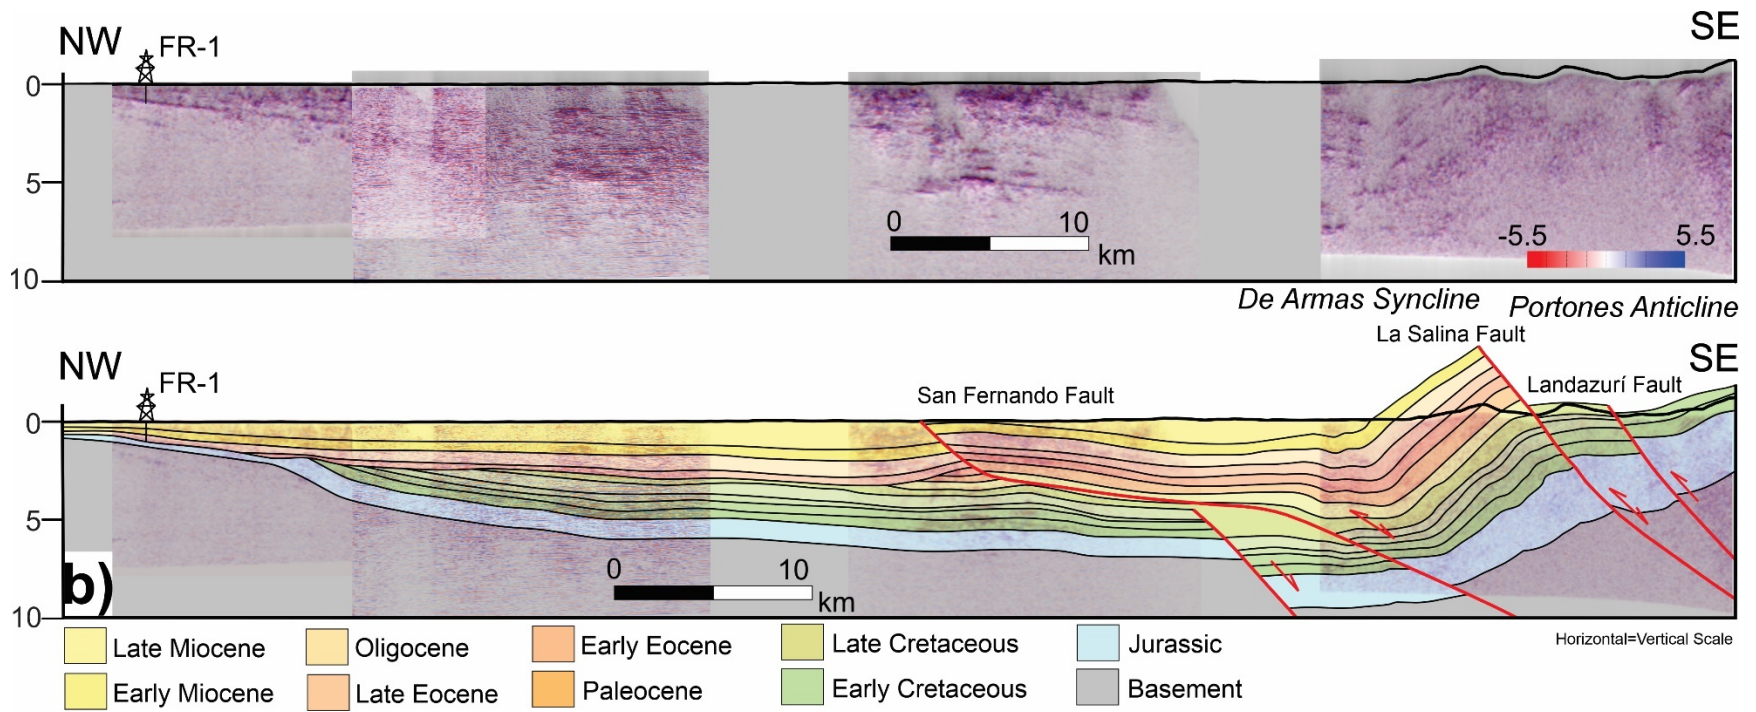 NW
FR-1
SE
0
5
10
0 10
km
-5.5 5.5
De Armas Syncline
Portones Anticline
La Salina Fault
NW
SE
FR-1
San Fernando Fault
Landazurí Fault
0
5
10
0 10
km
b)
Late Miocene
Oligocene
Early Eocene
Late Cretaceous
Jurassic
Horizontal=Vertical Scale
Early Miocene
Late Eocene
Paleocene
Early Cretaceous
Basement